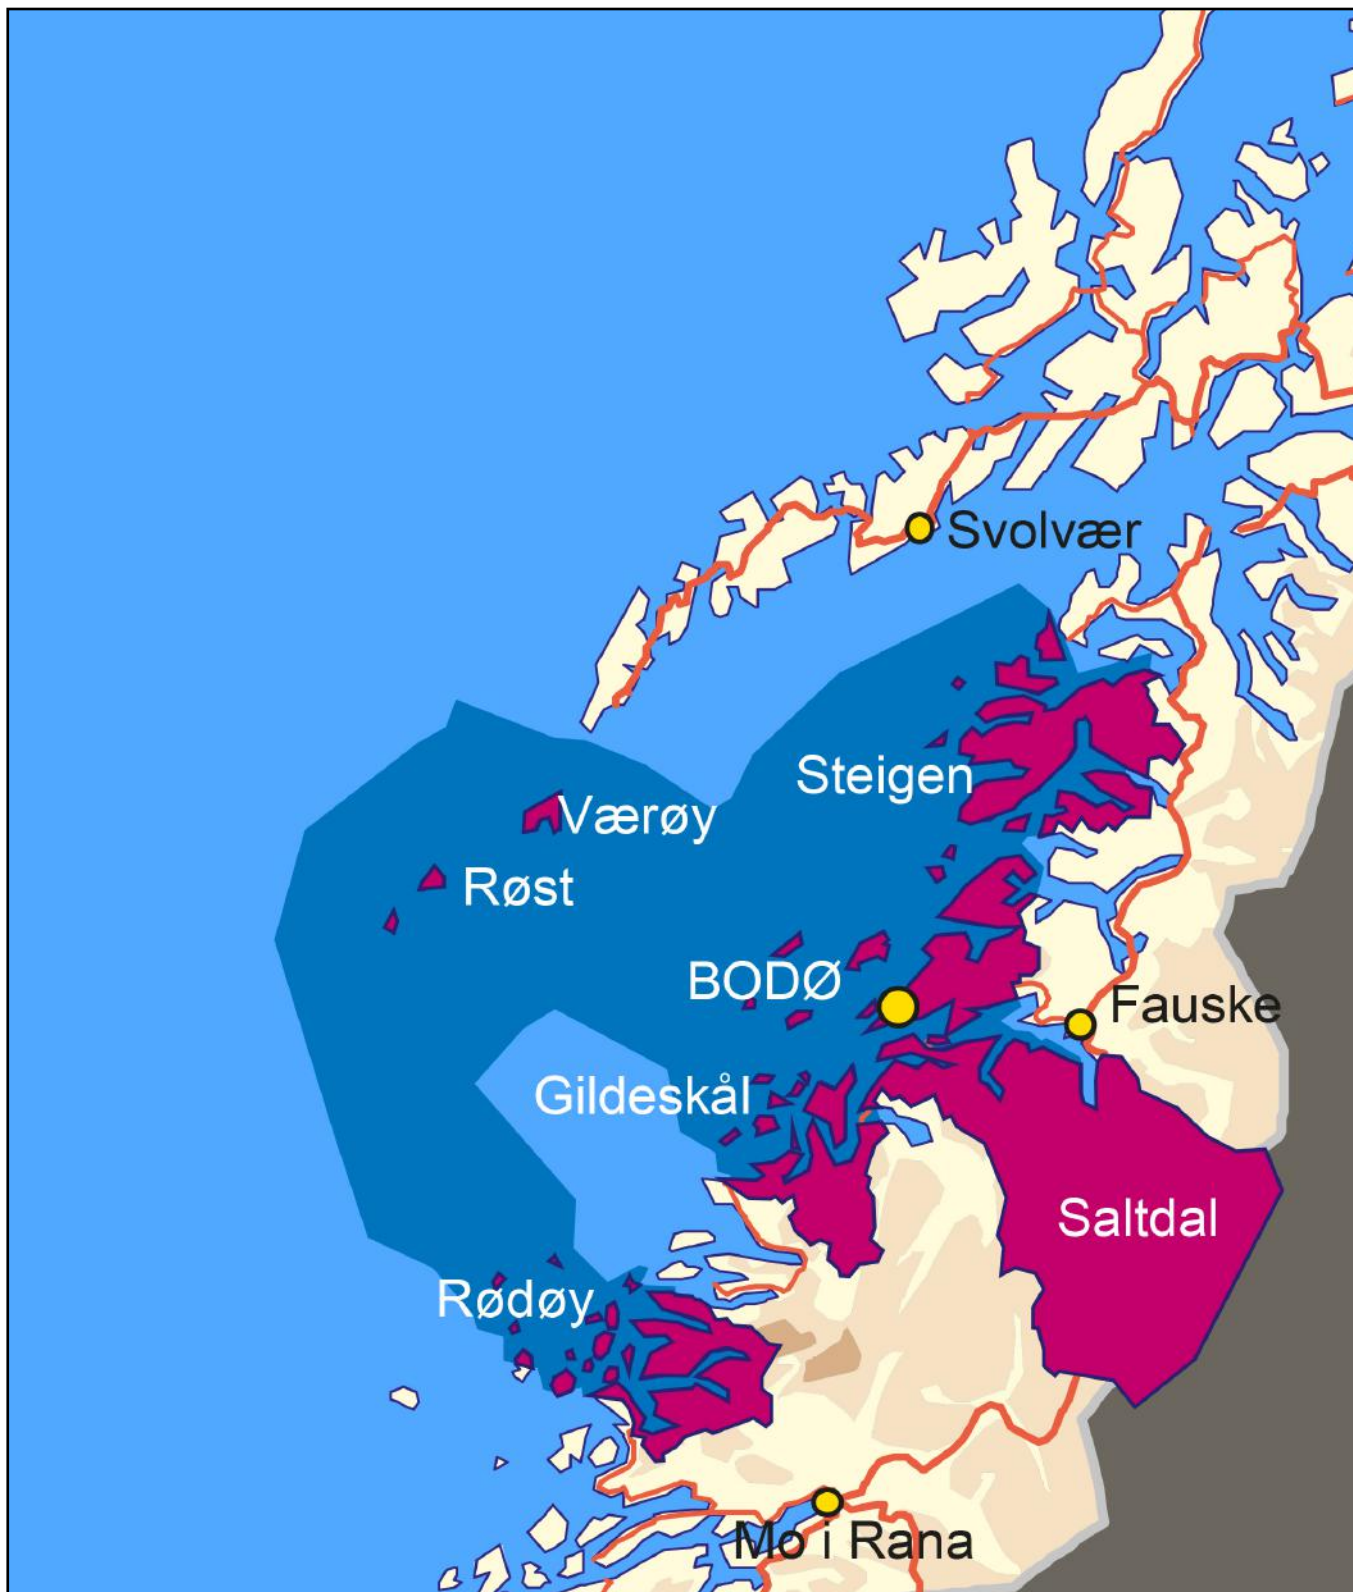 Svolvær
Steigen
Værøy
Røst
BODØ
Fauske
Gildeskål
Saltdal
Rødøy
Mo i Rana